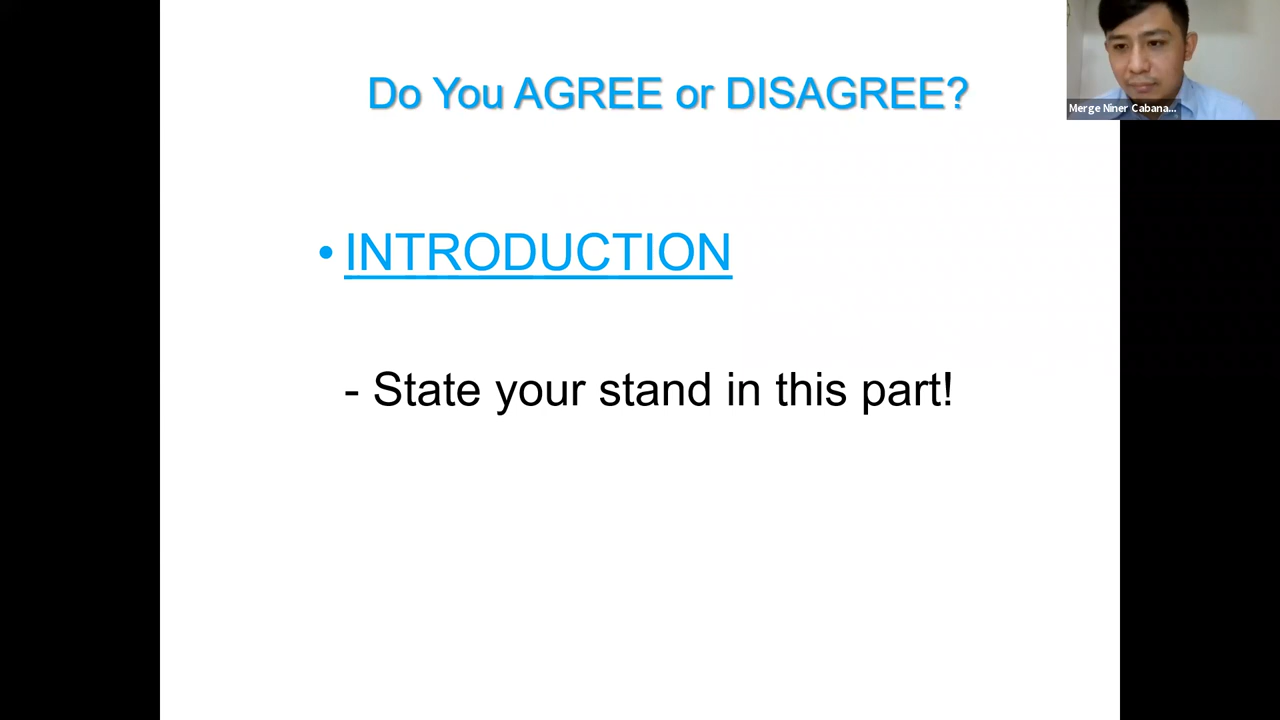 Do You AGREE or DISAGREE?
Merge Niner Cabana...
• INTRODUCTION
- State your stand in this part!